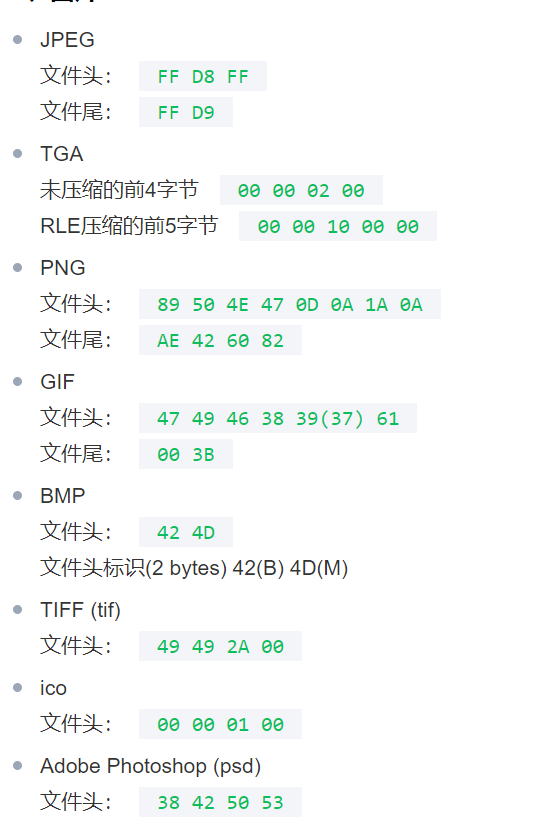 JPEG
文件头： FF D8 FF
文件尾： FF D9
TGA
未压缩的前4字节 00 00 02 00
RLE压缩的前5字节 00 00 10 00 00
PNG
文件头： 89 50 4E 47 0D 0A 1A 0A
文件尾： AE 42 60 82
GIF
文件头： 47 49 46 38 39(37) 61
文件尾： 00 3B
BMP
文件头： 42 4D
文件头标识(2 bytes) 42(B) 4D(M)
TIFF (tif)
文件头： 49 49 2A 00
ico
文件头： 00 00 01 00
Adobe Photoshop (psd)
文件头： 38 42 50 53